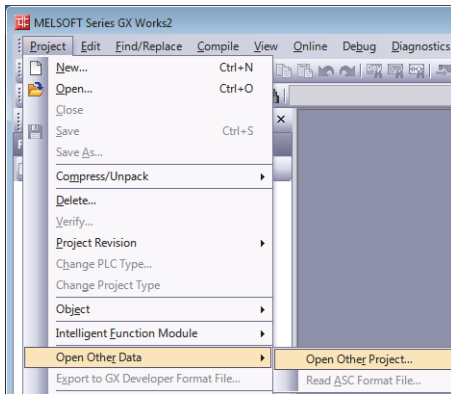 MELSOFT Series GX Works2
Project Edit Find/Replace Compile View Online Debug Diagnostics
New... Ctrl+N
Open... Ctrl+O
Close
Save Ctrl+S
Save As...
Compress/Unpack
Delete...
Verify...
Project Revision
Change PLC Type...
Change Project Type
Object
Intelligent Function Module
Open Other Data
Open Other Project...
Export to GX Developer Format File...
Read ASC Format File...